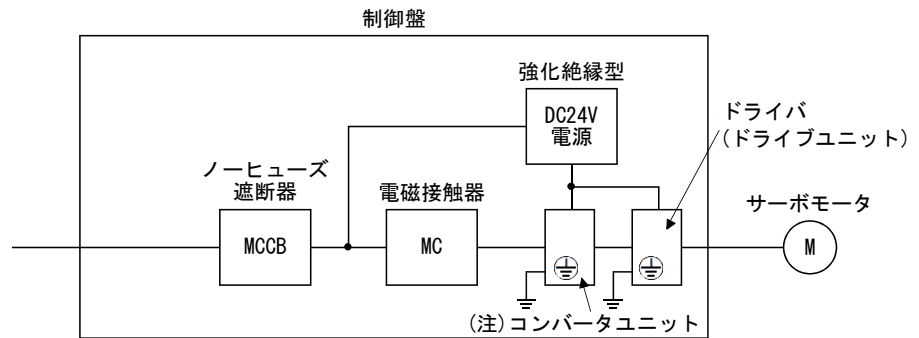 制御盤
強化絶縁型
DC24V
電源
ドライバ
(ドライブユニット)
ノーヒューズ
遮断器
電磁接触器
サーボモータ
MCCB
MC
M
(注)コンバータユニット